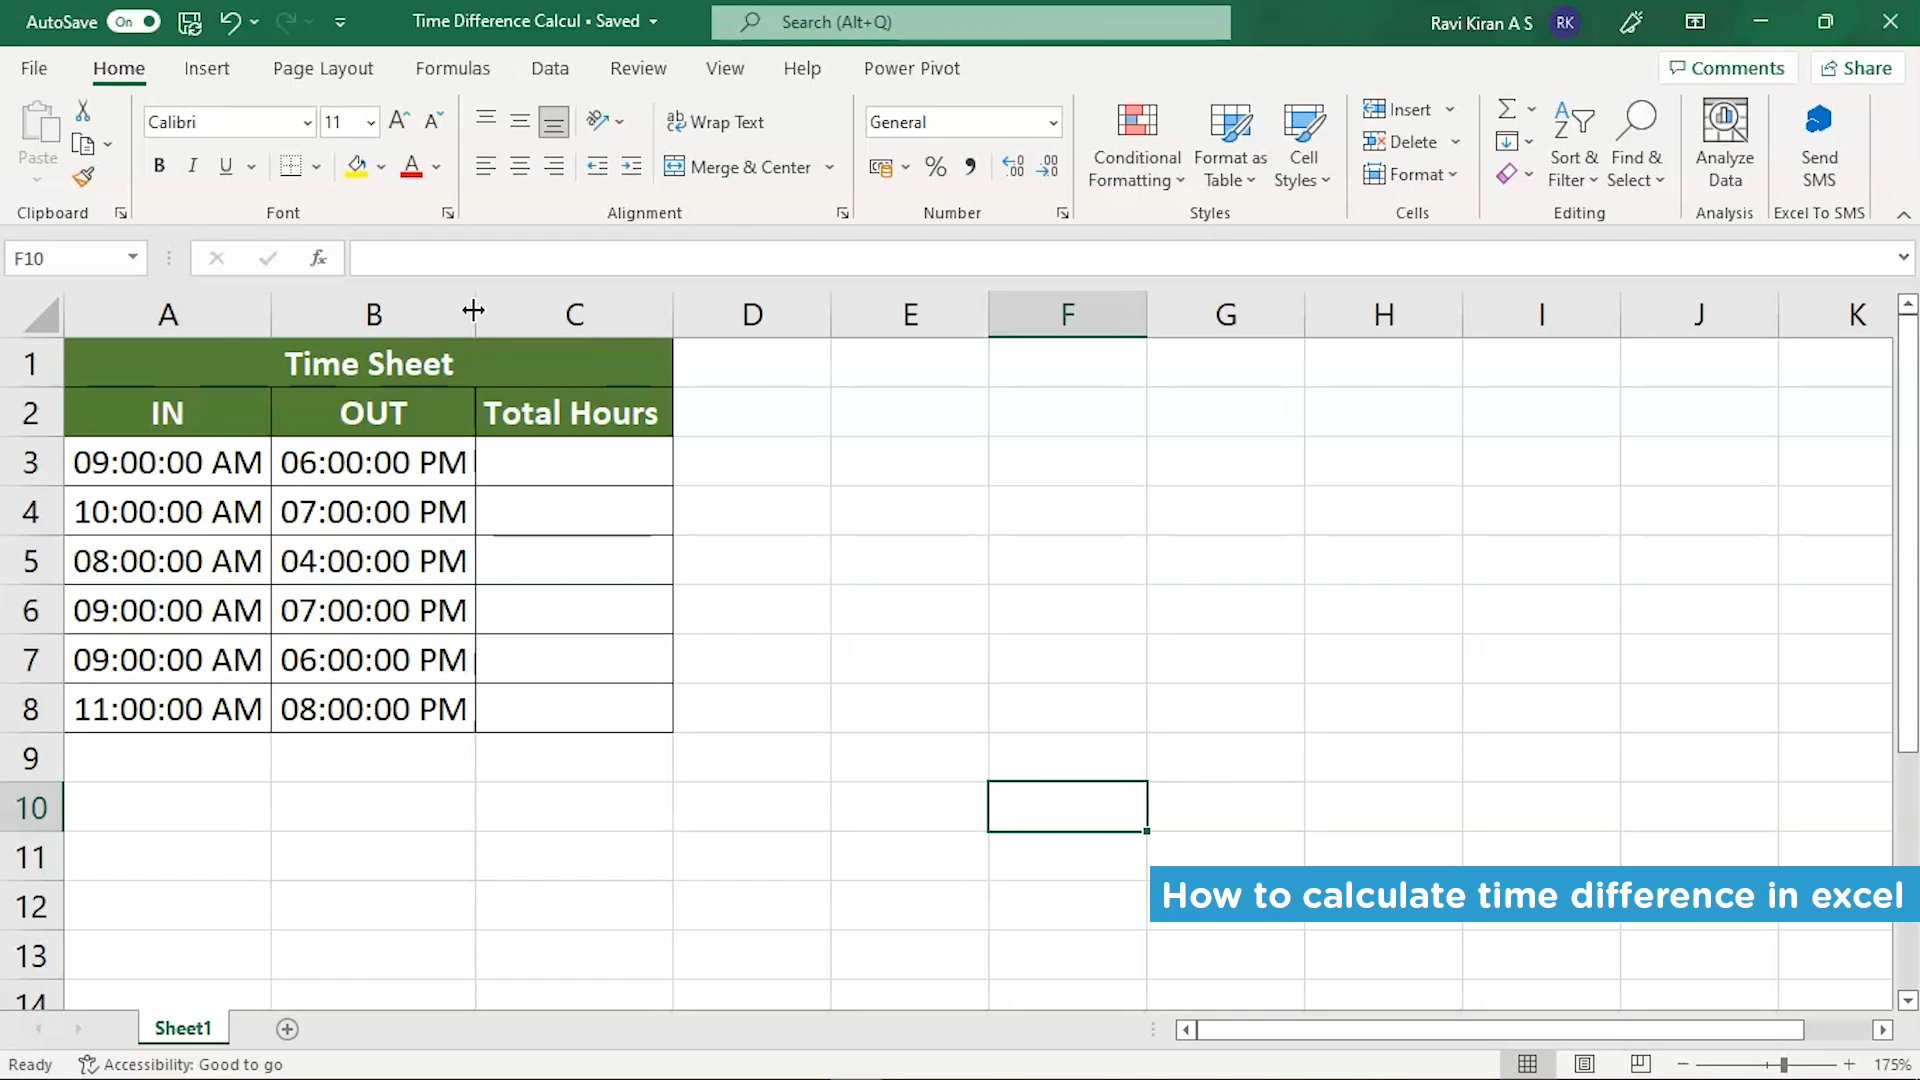 AutoSave On Time Difference Calcul • Saved Search (Alt+Q) Ravi Kiran A S RK
File Home Insert Page Layout Formulas Data Review View Help Power Pivot Comments Share
Paste
Calibri 11
B I U A
ab Wrap Text
Merge & Center
General
% 9
Conditional Formatting
Format as Table
Cell Styles
Insert
Delete
Format
Sort & Filter
Find & Select
Analyze Data
Send SMS
Clipboard Font Alignment Number Styles Cells Editing Analysis Excel To SMS
F10 fx
A B C D E F G H I J K
1 Time Sheet
2 IN OUT Total Hours
3 09:00:00 AM 06:00:00 PM
4 10:00:00 AM 07:00:00 PM
5 08:00:00 AM 04:00:00 PM
6 09:00:00 AM 07:00:00 PM
7 09:00:00 AM 06:00:00 PM
8 11:00:00 AM 08:00:00 PM
9
10
11
How to calculate time difference in excel
12
13
14
Sheet1
Ready Accessibility: Good to go 175%